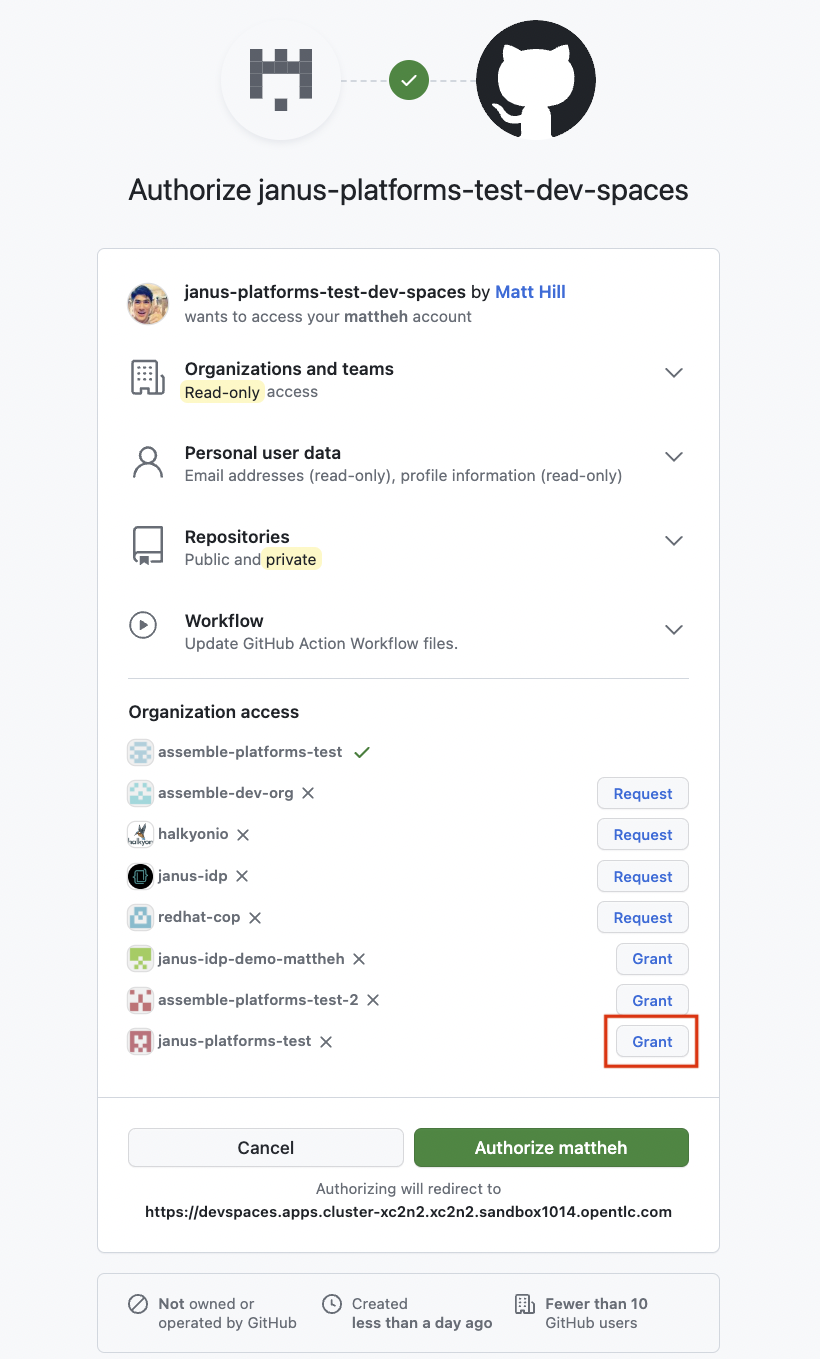 Authorize janus-platforms-test-dev-spaces
janus-platforms-test-dev-spaces by Matt Hill
wants to access your mattheh account
Organizations and teams
Read-only access
Personal user data
Email addresses (read-only), profile information (read-only)
Repositories
Public and private
Workflow
Update GitHub Action Workflow files.
Organization access
assemble-platforms-test
assemble-dev-org Request
halkyonio Request
janus-idp Request
redhat-cop Request
janus-idp-demo-mattheh Grant
assemble-platforms-test-2 Grant
janus-platforms-test Grant
Cancel Authorize mattheh
Authorizing will redirect to
https://devspaces.apps.cluster-xc2n2.xc2n2.sandbox1014.opentlc.com
Not owned or
operated by GitHub
Created
less than a day ago
Fewer than 10
GitHub users